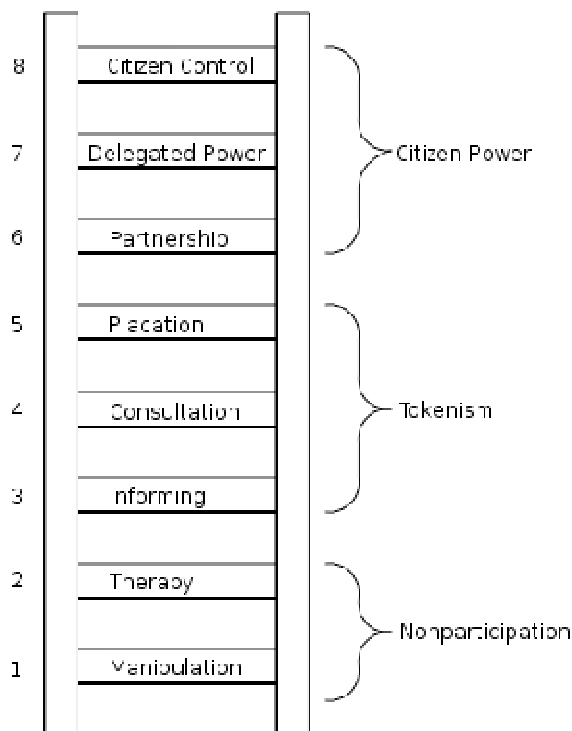 8 Citizen Control
7 Delegated Power
Citizen Power
6 Partnership
5 Placation
4 Consultation
Tokenism
3 Informing
2 Therapy
Nonparticipation
1 Manipulation